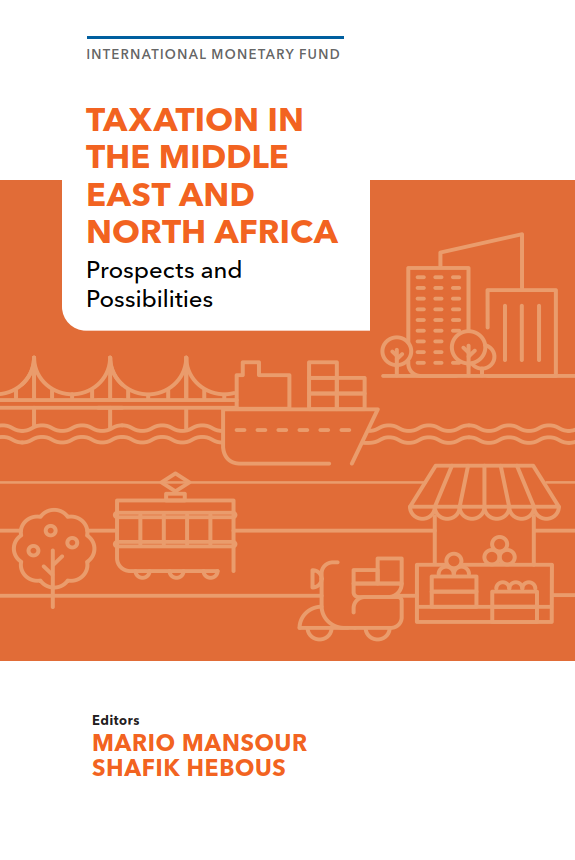 INTERNATIONAL MONETARY FUND
TAXATION IN
THE MIDDLE
EAST AND
NORTH AFRICA
Prospects and
Possibilities
Editors
MARIO MANSOUR
SHAFIK HEBOUS